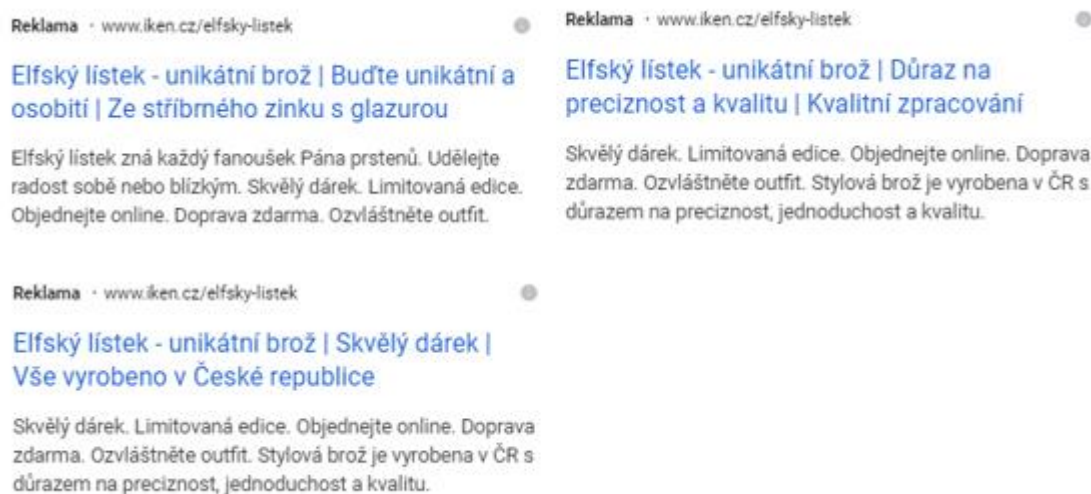 Reklama · www.iken.cz/elfsky-listek
Elfský lístek - unikátní brož | Buďte unikátní a
osobití | Ze stříbrného zinku s glazurou
Elfský lístek zná každý fanoušek Pána prstenů. Udělejte
radost sobě nebo blízkým. Skvělý dárek. Limitovaná edice.
Objednejte online. Doprava zdarma. Ozvláštněte outfit.
Reklama · www.iken.cz/elfsky-listek
Elfský lístek - unikátní brož | Důraz na
preciznost a kvalitu | Kvalitní zpracování
Skvělý dárek. Limitovaná edice. Objednejte online. Doprava
zdarma. Ozvláštněte outfit. Stylová brož je vyrobena v ČR s
důrazem na preciznost, jednoduchost a kvalitu.
Reklama · www.iken.cz/elfsky-listek
Elfský lístek - unikátní brož | Skvělý dárek |
Vše vyrobeno v České republice
Skvělý dárek. Limitovaná edice. Objednejte online. Doprava
zdarma. Ozvláštněte outfit. Stylová brož je vyrobena v ČR s
důrazem na preciznost, jednoduchost a kvalitu.